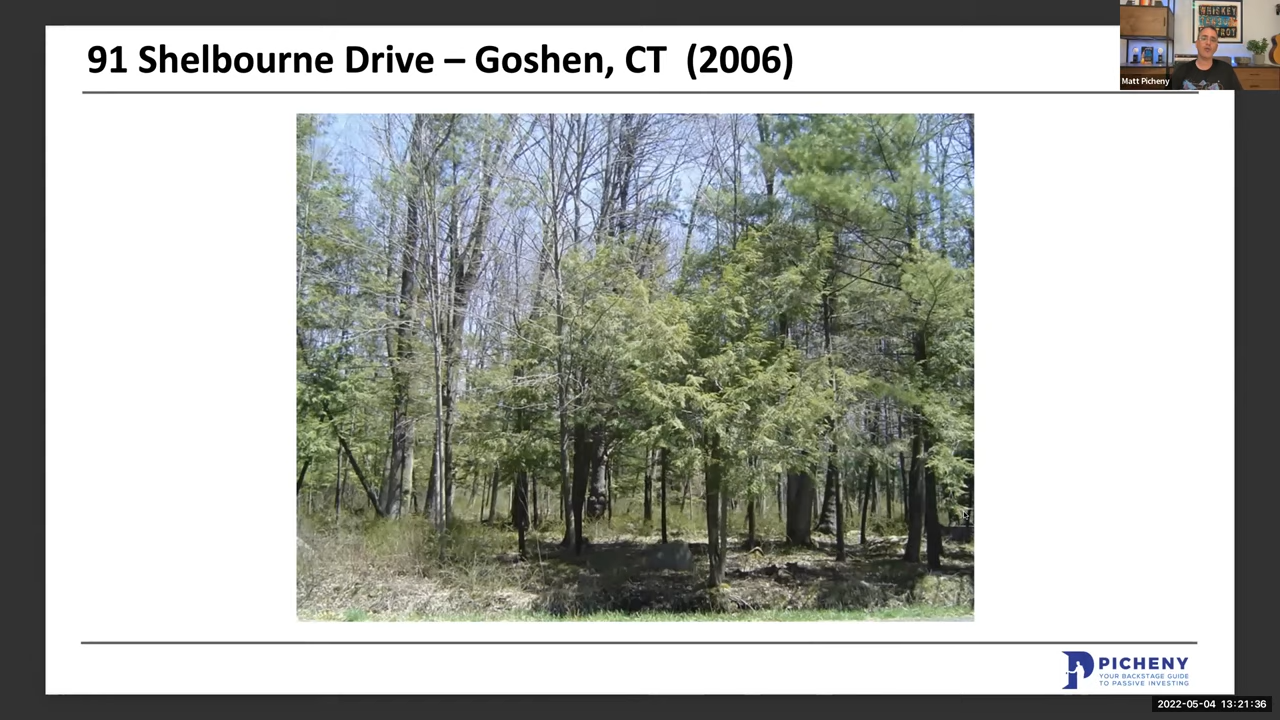 91 Shelbourne Drive – Goshen, CT (2006)
WHISKEY
Matt Picheny
PICHENY
YOUR BACKSTAGE GUIDE
TO PASSIVE INVESTING
2022-05-04 13:21:36